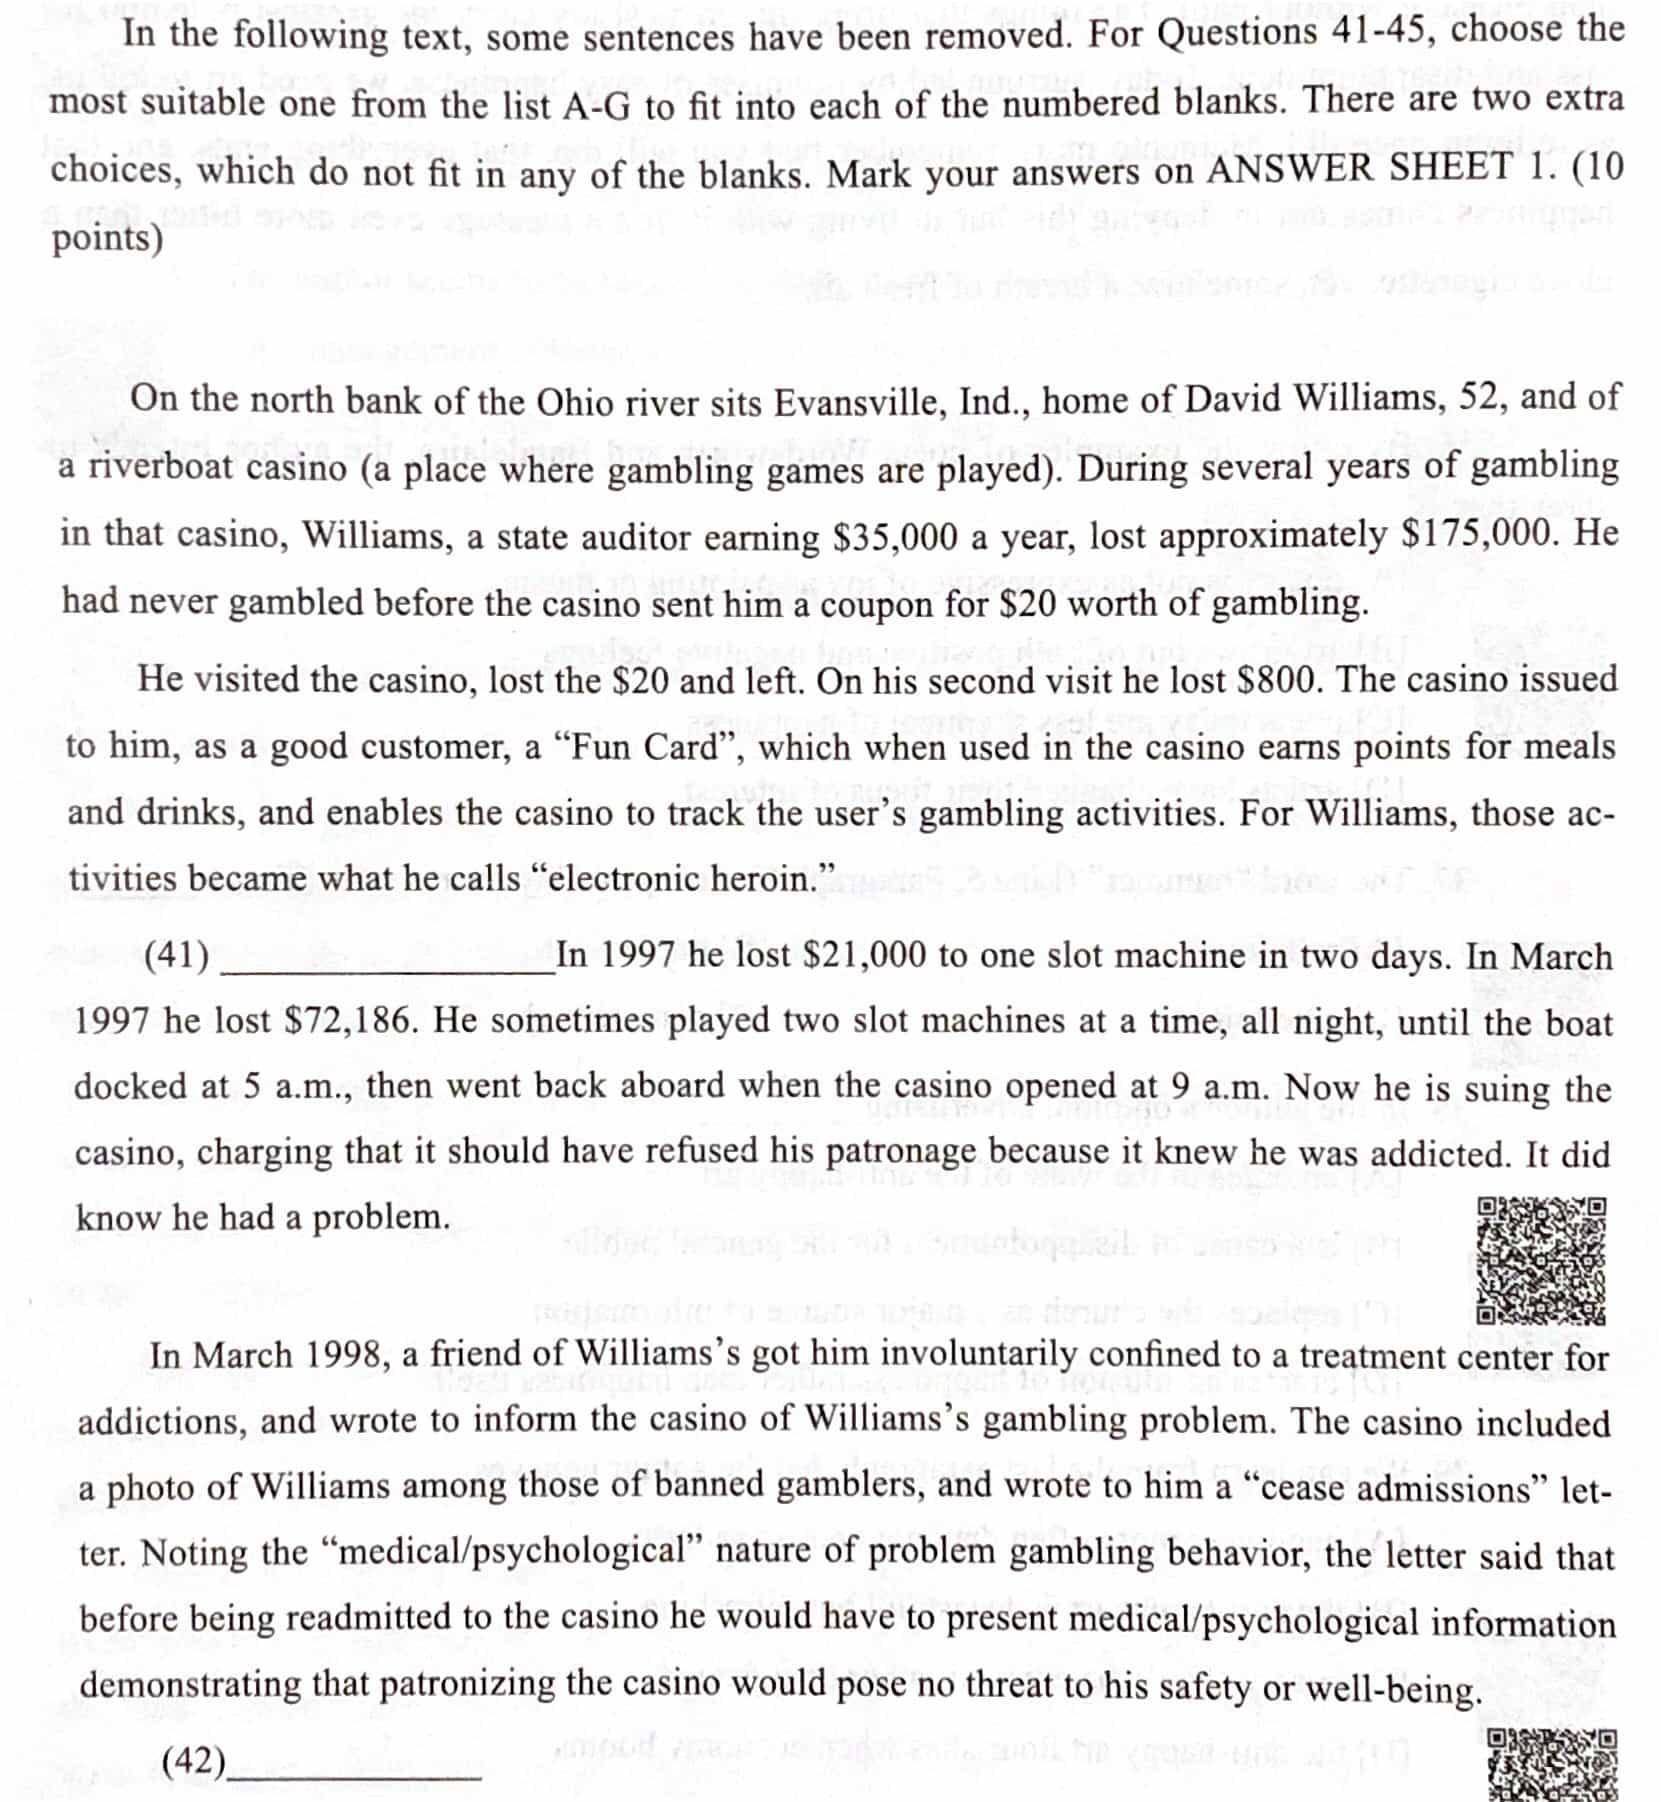 In the following text, some sentences have been removed. For Questions 41-45, choose the
most suitable one from the list A-G to fit into each of the numbered blanks. There are two extra
choices, which do not fit in any of the blanks. Mark your answers on ANSWER SHEET 1. (10
points)
On the north bank of the Ohio river sits Evansville, Ind., home of David Williams, 52, and of
a riverboat casino (a place where gambling games are played). During several years of gambling
in that casino, Williams, a state auditor earning $35,000 a year, lost approximately $175,000. He
had never gambled before the casino sent him a coupon for $20 worth of gambling.
He visited the casino, lost the $20 and left. On his second visit he lost $800. The casino issued
to him, as a good customer, a “Fun Card”, which when used in the casino earns points for meals
and drinks, and enables the casino to track the user’s gambling activities. For Williams, those ac-
tivities became what he calls “electronic heroin.”
(41) ________________In 1997 he lost $21,000 to one slot machine in two days. In March
1997 he lost $72,186. He sometimes played two slot machines at a time, all night, until the boat
docked at 5 a.m., then went back aboard when the casino opened at 9 a.m. Now he is suing the
casino, charging that it should have refused his patronage because it knew he was addicted. It did
know he had a problem.
In March 1998, a friend of Williams’s got him involuntarily confined to a treatment center for
addictions, and wrote to inform the casino of Williams’s gambling problem. The casino included
a photo of Williams among those of banned gamblers, and wrote to him a “cease admissions” let-
ter. Noting the “medical/psychological” nature of problem gambling behavior, the letter said that
before being readmitted to the casino he would have to present medical/psychological information
demonstrating that patronizing the casino would pose no threat to his safety or well-being.
(42)____________